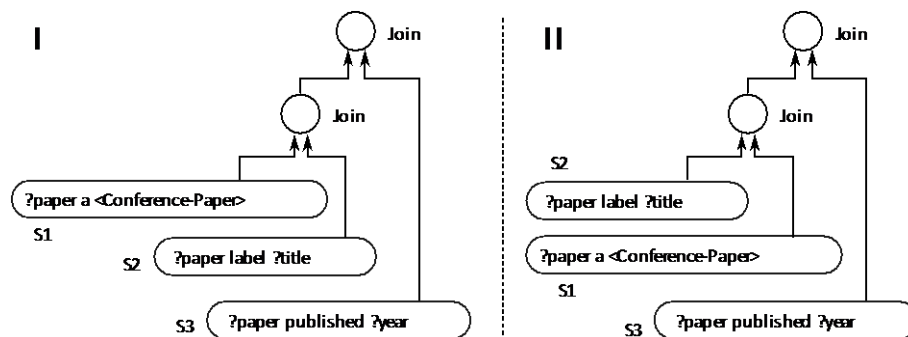 I
Join
Join
?paper a <Conference-Paper>
S1
?paper label ?title
S2
?paper published ?year
S3
II
Join
Join
S2
?paper label ?title
?paper a <Conference-Paper>
S1
?paper published ?year
S3